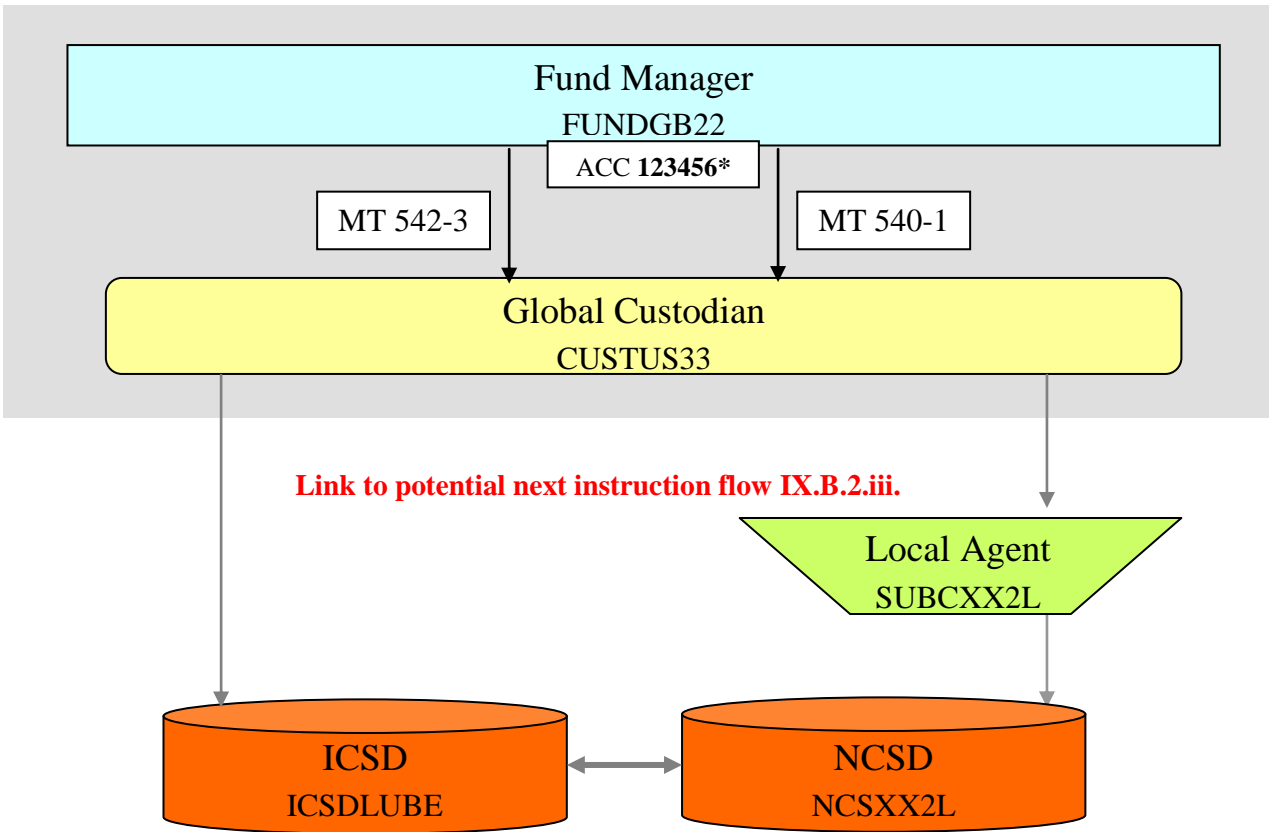 Fund Manager
FUNDGB22
ACC 123456*
MT 542-3
MT 540-1
Global Custodian
CUSTUS33
Link to potential next instruction flow IX.B.2.iii.
Local Agent
SUBCXX2L
ICSD
ICSDLUBE
NCSD
NCSXX2L